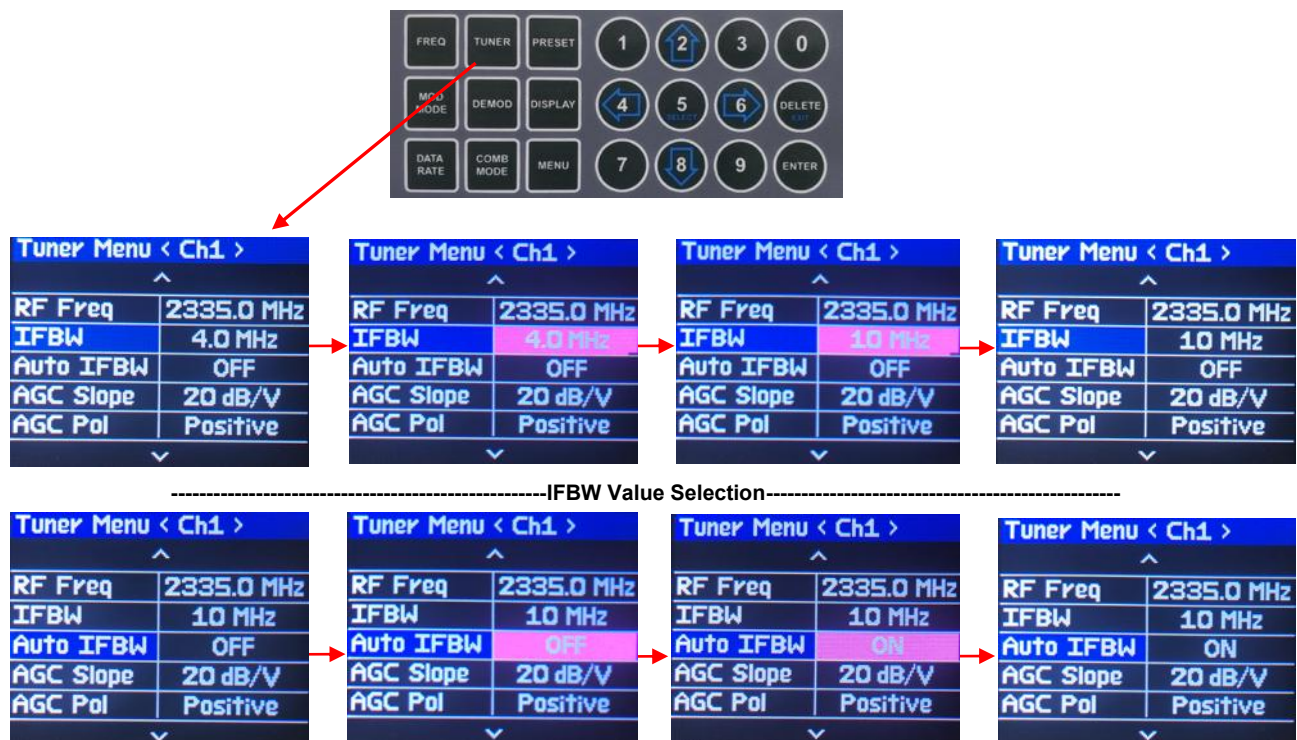 FREQ TUNER PRESET 1 2 3 0
MOD MODE DEMOD DISPLAY 4 5 SELECT 6 DELETE EXIT
DATA RATE COMB MODE MENU 7 8 9 ENTER
Tuner Menu < Ch1 >
RF Freq 2335.0 MHz
IFBW 4.0 MHz
Auto IFBW OFF
AGC Slope 20 dB/V
AGC Pol Positive
Tuner Menu < Ch1 >
RF Freq 2335.0 MHz
IFBW 4.0 MHz
Auto IFBW OFF
AGC Slope 20 dB/V
AGC Pol Positive
Tuner Menu < Ch1 >
RF Freq 2335.0 MHz
IFBW 10 MHz
Auto IFBW OFF
AGC Slope 20 dB/V
AGC Pol Positive
Tuner Menu < Ch1 >
RF Freq 2335.0 MHz
IFBW 10 MHz
Auto IFBW OFF
AGC Slope 20 dB/V
AGC Pol Positive
-----------------------------------------------------IFBW Value Selection--------------------------------------------------
Tuner Menu < Ch1 >
RF Freq 2335.0 MHz
IFBW 10 MHz
Auto IFBW OFF
AGC Slope 20 dB/V
AGC Pol Positive
Tuner Menu < Ch1 >
RF Freq 2335.0 MHz
IFBW 10 MHz
Auto IFBW OFF
AGC Slope 20 dB/V
AGC Pol Positive
Tuner Menu < Ch1 >
RF Freq 2335.0 MHz
IFBW 10 MHz
Auto IFBW ON
AGC Slope 20 dB/V
AGC Pol Positive
Tuner Menu < Ch1 >
RF Freq 2335.0 MHz
IFBW 10 MHz
Auto IFBW ON
AGC Slope 20 dB/V
AGC Pol Positive